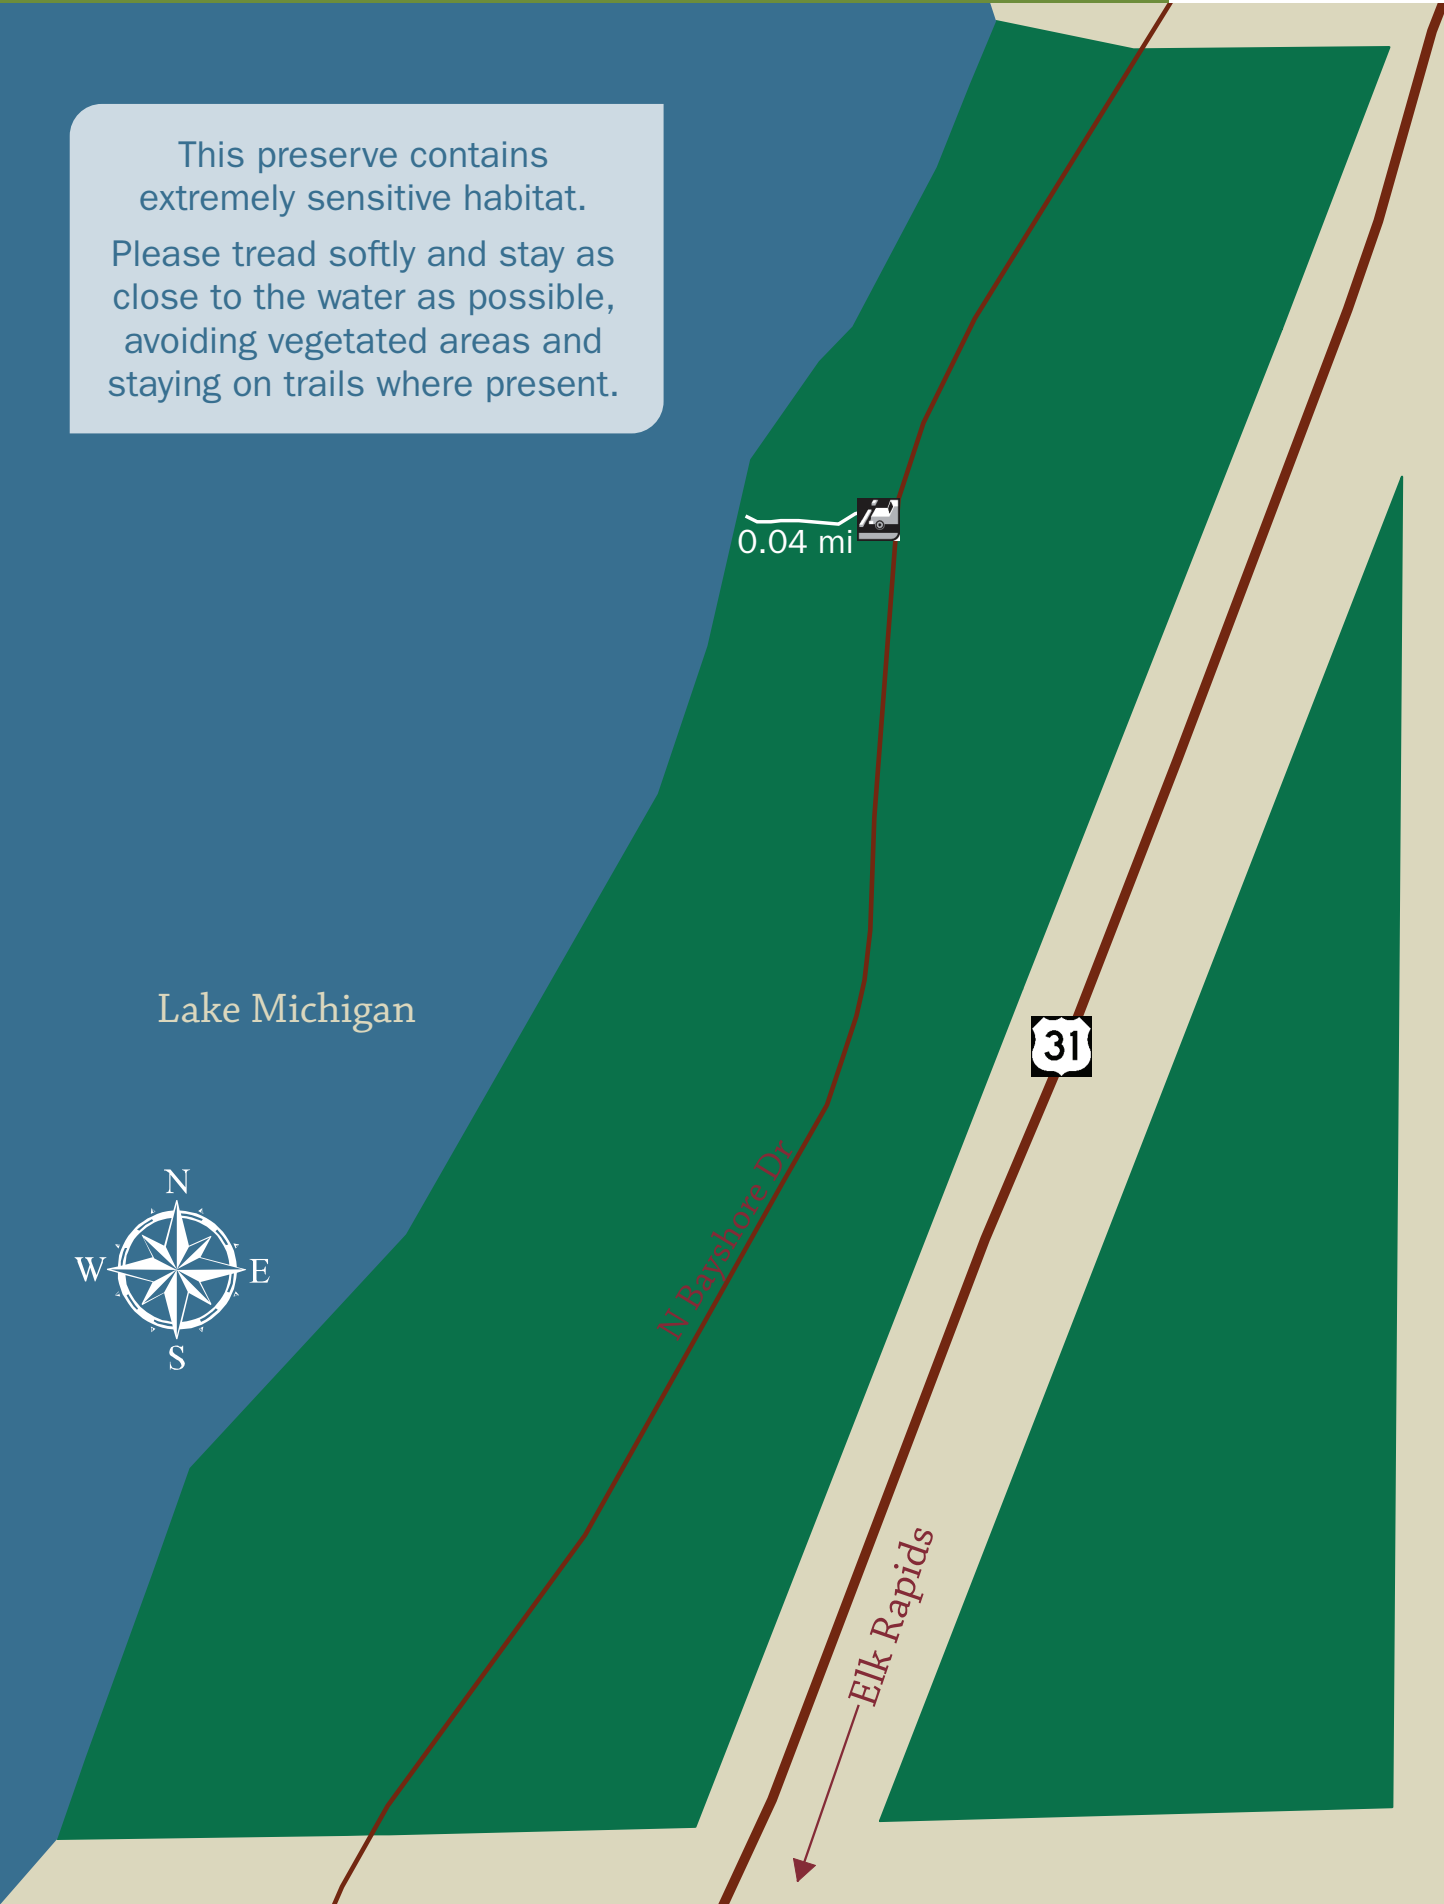 This preserve contains
extremely sensitive habitat.
Please tread softly and stay as
close to the water as possible,
avoiding vegetated areas and
staying on trails where present.
0.04 mi
Lake Michigan
31
N Bayshore Dr
N
W
E
S
Elk Rapids